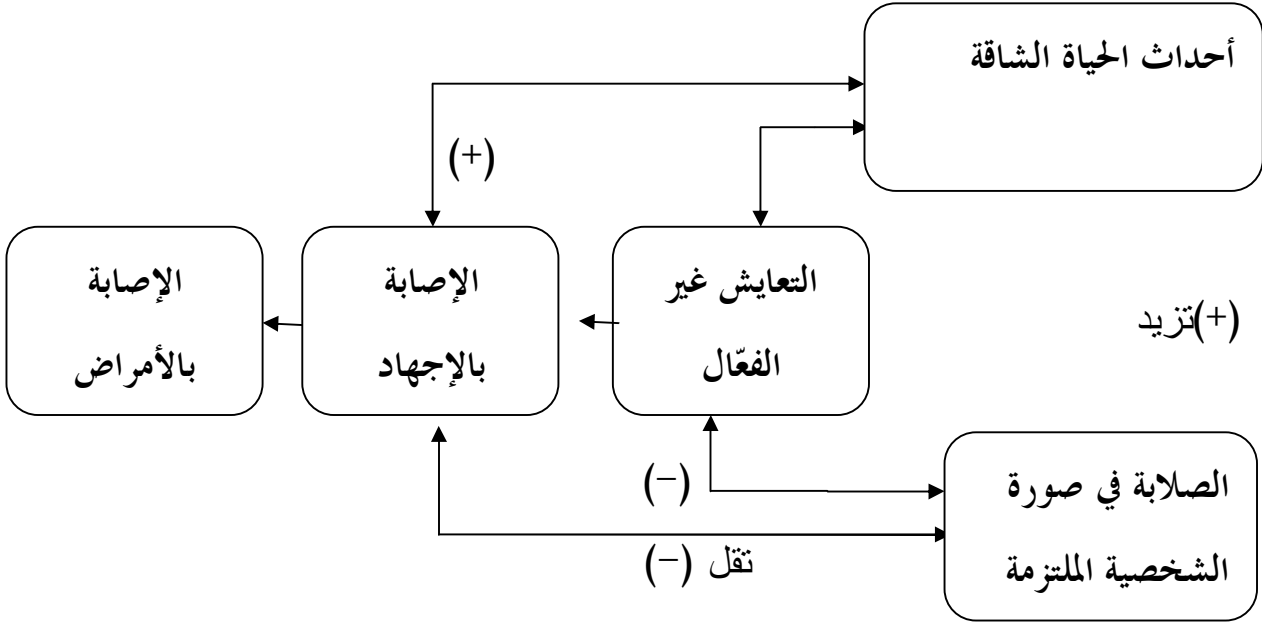 أحداث الحياة الشاقة
(+)
التعايش غير
الفعّال
الإصابة
بالإجهاد
الإصابة
بالأمراض
(+)تزيد
الصلابة في صورة
الشخصية الملتزمة
(−)
تقل (−)